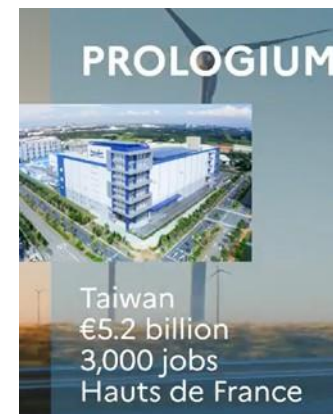 PROLOGIUM
Taiwan
€5.2 billion
3,000 jobs
Hauts de France